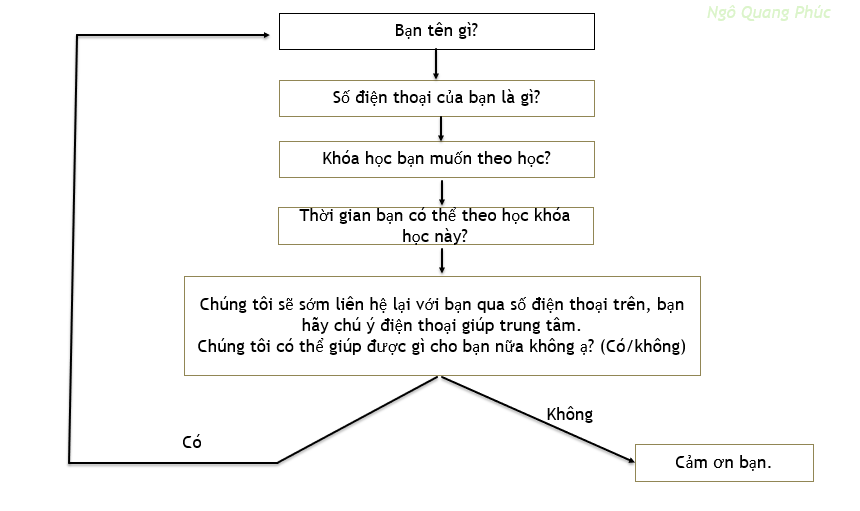 Ngô Quang Phúc
Bạn tên gì?
Số điện thoại của bạn là gì?
Khóa học bạn muốn theo học?
Thời gian bạn có thể theo học khóa
học này?
Chúng tôi sẽ sớm liên hệ lại với bạn qua số điện thoại trên, bạn
hãy chú ý điện thoại giúp trung tâm.
Chúng tôi có thể giúp được gì cho bạn nữa không ạ? (Có/không)
Không
Có
Cảm ơn bạn.